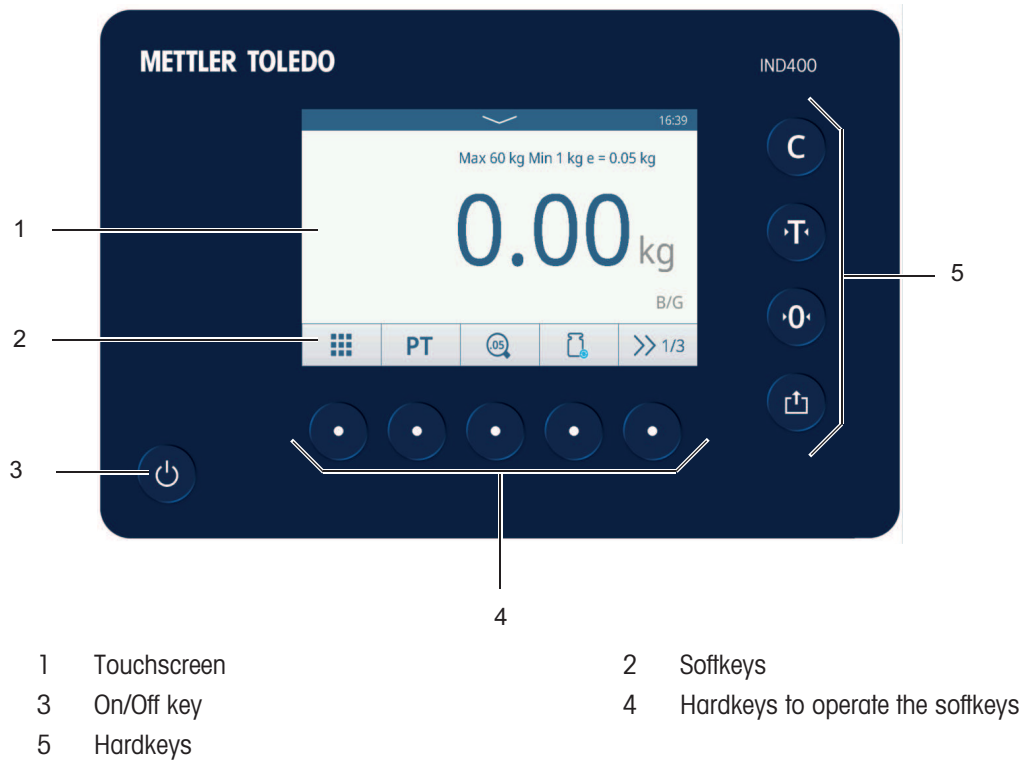 METTLER TOLEDO
IND400
16:39
Max 60 kg Min 1 kg e = 0.05 kg
0.00 kg
B/G
PT
.05
1/3
C
T
0
1
2
3
4
5
1 Touchscreen
2 Softkeys
3 On/Off key
4 Hardkeys to operate the softkeys
5 Hardkeys